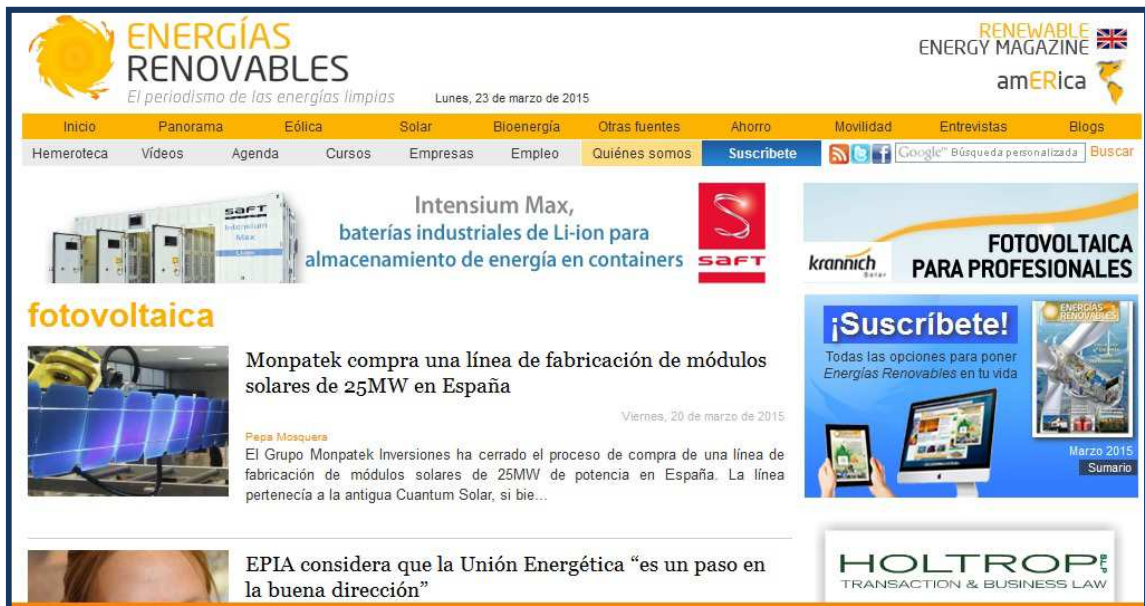 ENERGÍAS
RENOVABLES
El periodismo de las energías limpias
Lunes, 23 de marzo de 2015
RENEWABLE
ENERGY MAGAZINE
amERica
Inicio Panorama Eólica Solar Bioenergía Otras fuentes Ahorro Movilidad Entrevistas Blogs
Hemeroteca Vídeos Agenda Cursos Empresas Empleo Quiénes somos Suscríbete Google™ Búsqueda personalizada Buscar
saft
Intensium
Max
Li-ion
Intensium Max,
baterías industriales de Li-ion para
almacenamiento de energía en containers
saft
krannich
Solar
FOTOVOLTAICA
PARA PROFESIONALES
fotovoltaica
Monpatek compra una línea de fabricación de módulos
solares de 25MW en España
Viernes, 20 de marzo de 2015
Pepa Mosquera
El Grupo Monpatek Inversiones ha cerrado el proceso de compra de una línea de
fabricación de módulos solares de 25MW de potencia en España. La línea
pertenecía a la antigua Cuantum Solar, si bie...
¡Suscríbete!
Todas las opciones para poner
Energías Renovables en tu vida
ENERGÍAS
RENOVABLES
Marzo 2015
Sumario
EPIA considera que la Unión Energética “es un paso en
la buena dirección”
HOLTROP S.L.P
TRANSACTION & BUSINESS LAW